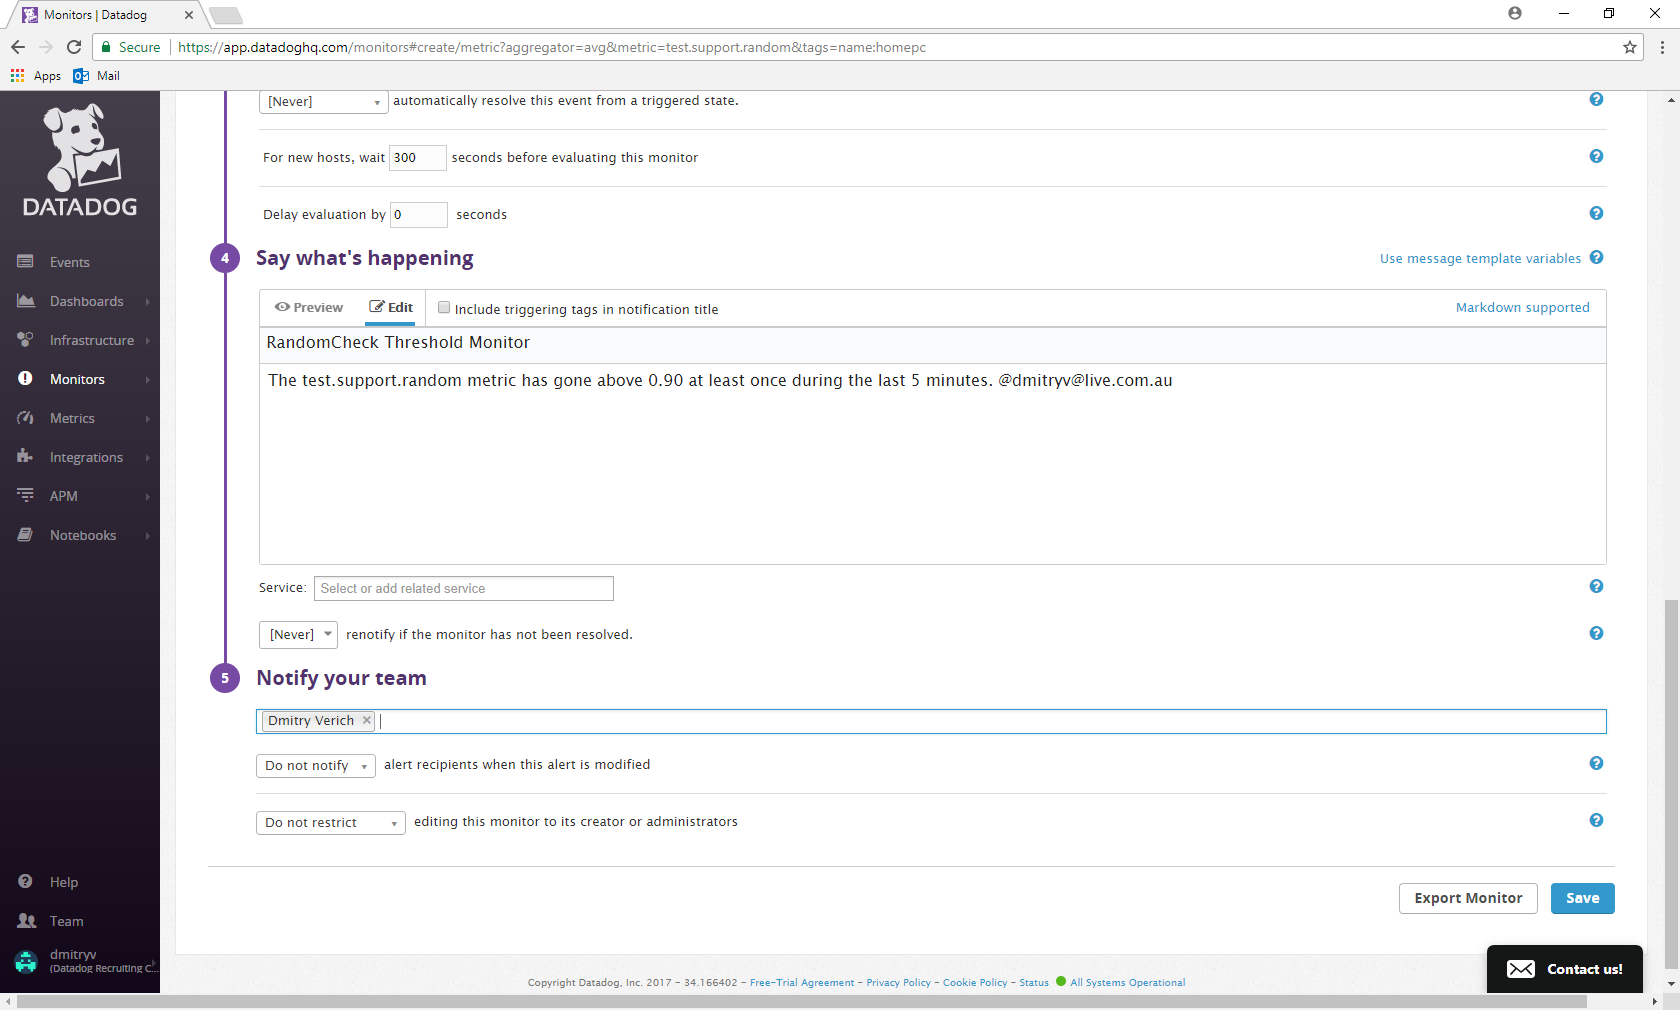 Monitors | Datadog
Secure https://app.datadoghq.com/monitors#create/metric?aggregator=avg&metric=test.support.random&tags=name:homepc
Apps Mail
DATADOG
Events
Dashboards
Infrastructure
Monitors
Metrics
Integrations
APM
Notebooks
Help
Team
dmitryv
(Datadog Recruiting C...
[Never] automatically resolve this event from a triggered state.
For new hosts, wait 300 seconds before evaluating this monitor
Delay evaluation by 0 seconds
4 Say what's happening Use message template variables
Preview Edit Include triggering tags in notification title Markdown supported
RandomCheck Threshold Monitor
The test.support.random metric has gone above 0.90 at least once during the last 5 minutes. @dmitryv@live.com.au
Service: Select or add related service
[Never] renotify if the monitor has not been resolved.
5 Notify your team
Dmitry Verich
Do not notify alert recipients when this alert is modified
Do not restrict editing this monitor to its creator or administrators
Export Monitor Save
Contact us!
Copyright Datadog, Inc. 2017 - 34.166402 - Free-Trial Agreement - Privacy Policy - Cookie Policy - Status All Systems Operational